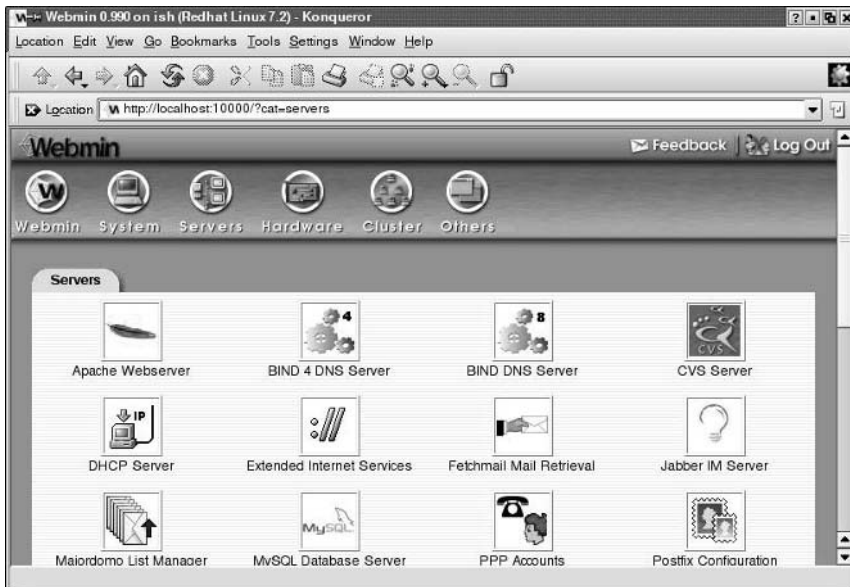 Webmin 0.990 on ish (Redhat Linux 7.2) - Konqueror
Location Edit View Go Bookmarks Tools Settings Window Help
Location http://localhost:10000/?cat=servers
Webmin Feedback Log Out
Webmin System Servers Hardware Cluster Others
Servers
4 8 CVS
Apache Webserver BIND 4 DNS Server BIND DNS Server CVS Server
IP ://
DHCP Server Extended Internet Services Fetchmail Mail Retrieval Jabber IM Server
MySQL
Majordomo List Manager MySQL Database Server PPP Accounts Postfix Configuration